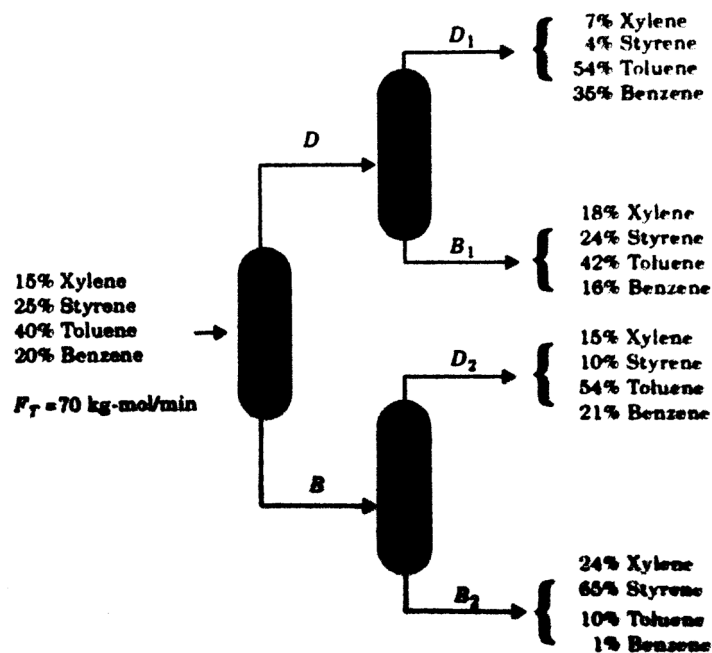 D₁
7% Xylene
4% Styrene
54% Toluene
35% Benzene
D
B₁
18% Xylene
24% Styrene
42% Toluene
16% Benzene
15% Xylene
25% Styrene
40% Toluene
20% Benzene
F_T = 70 kg-mol/min
D₂
15% Xylene
10% Styrene
54% Toluene
21% Benzene
B
B₂
24% Xylene
65% Styrene
10% Toluene
1% Benzene